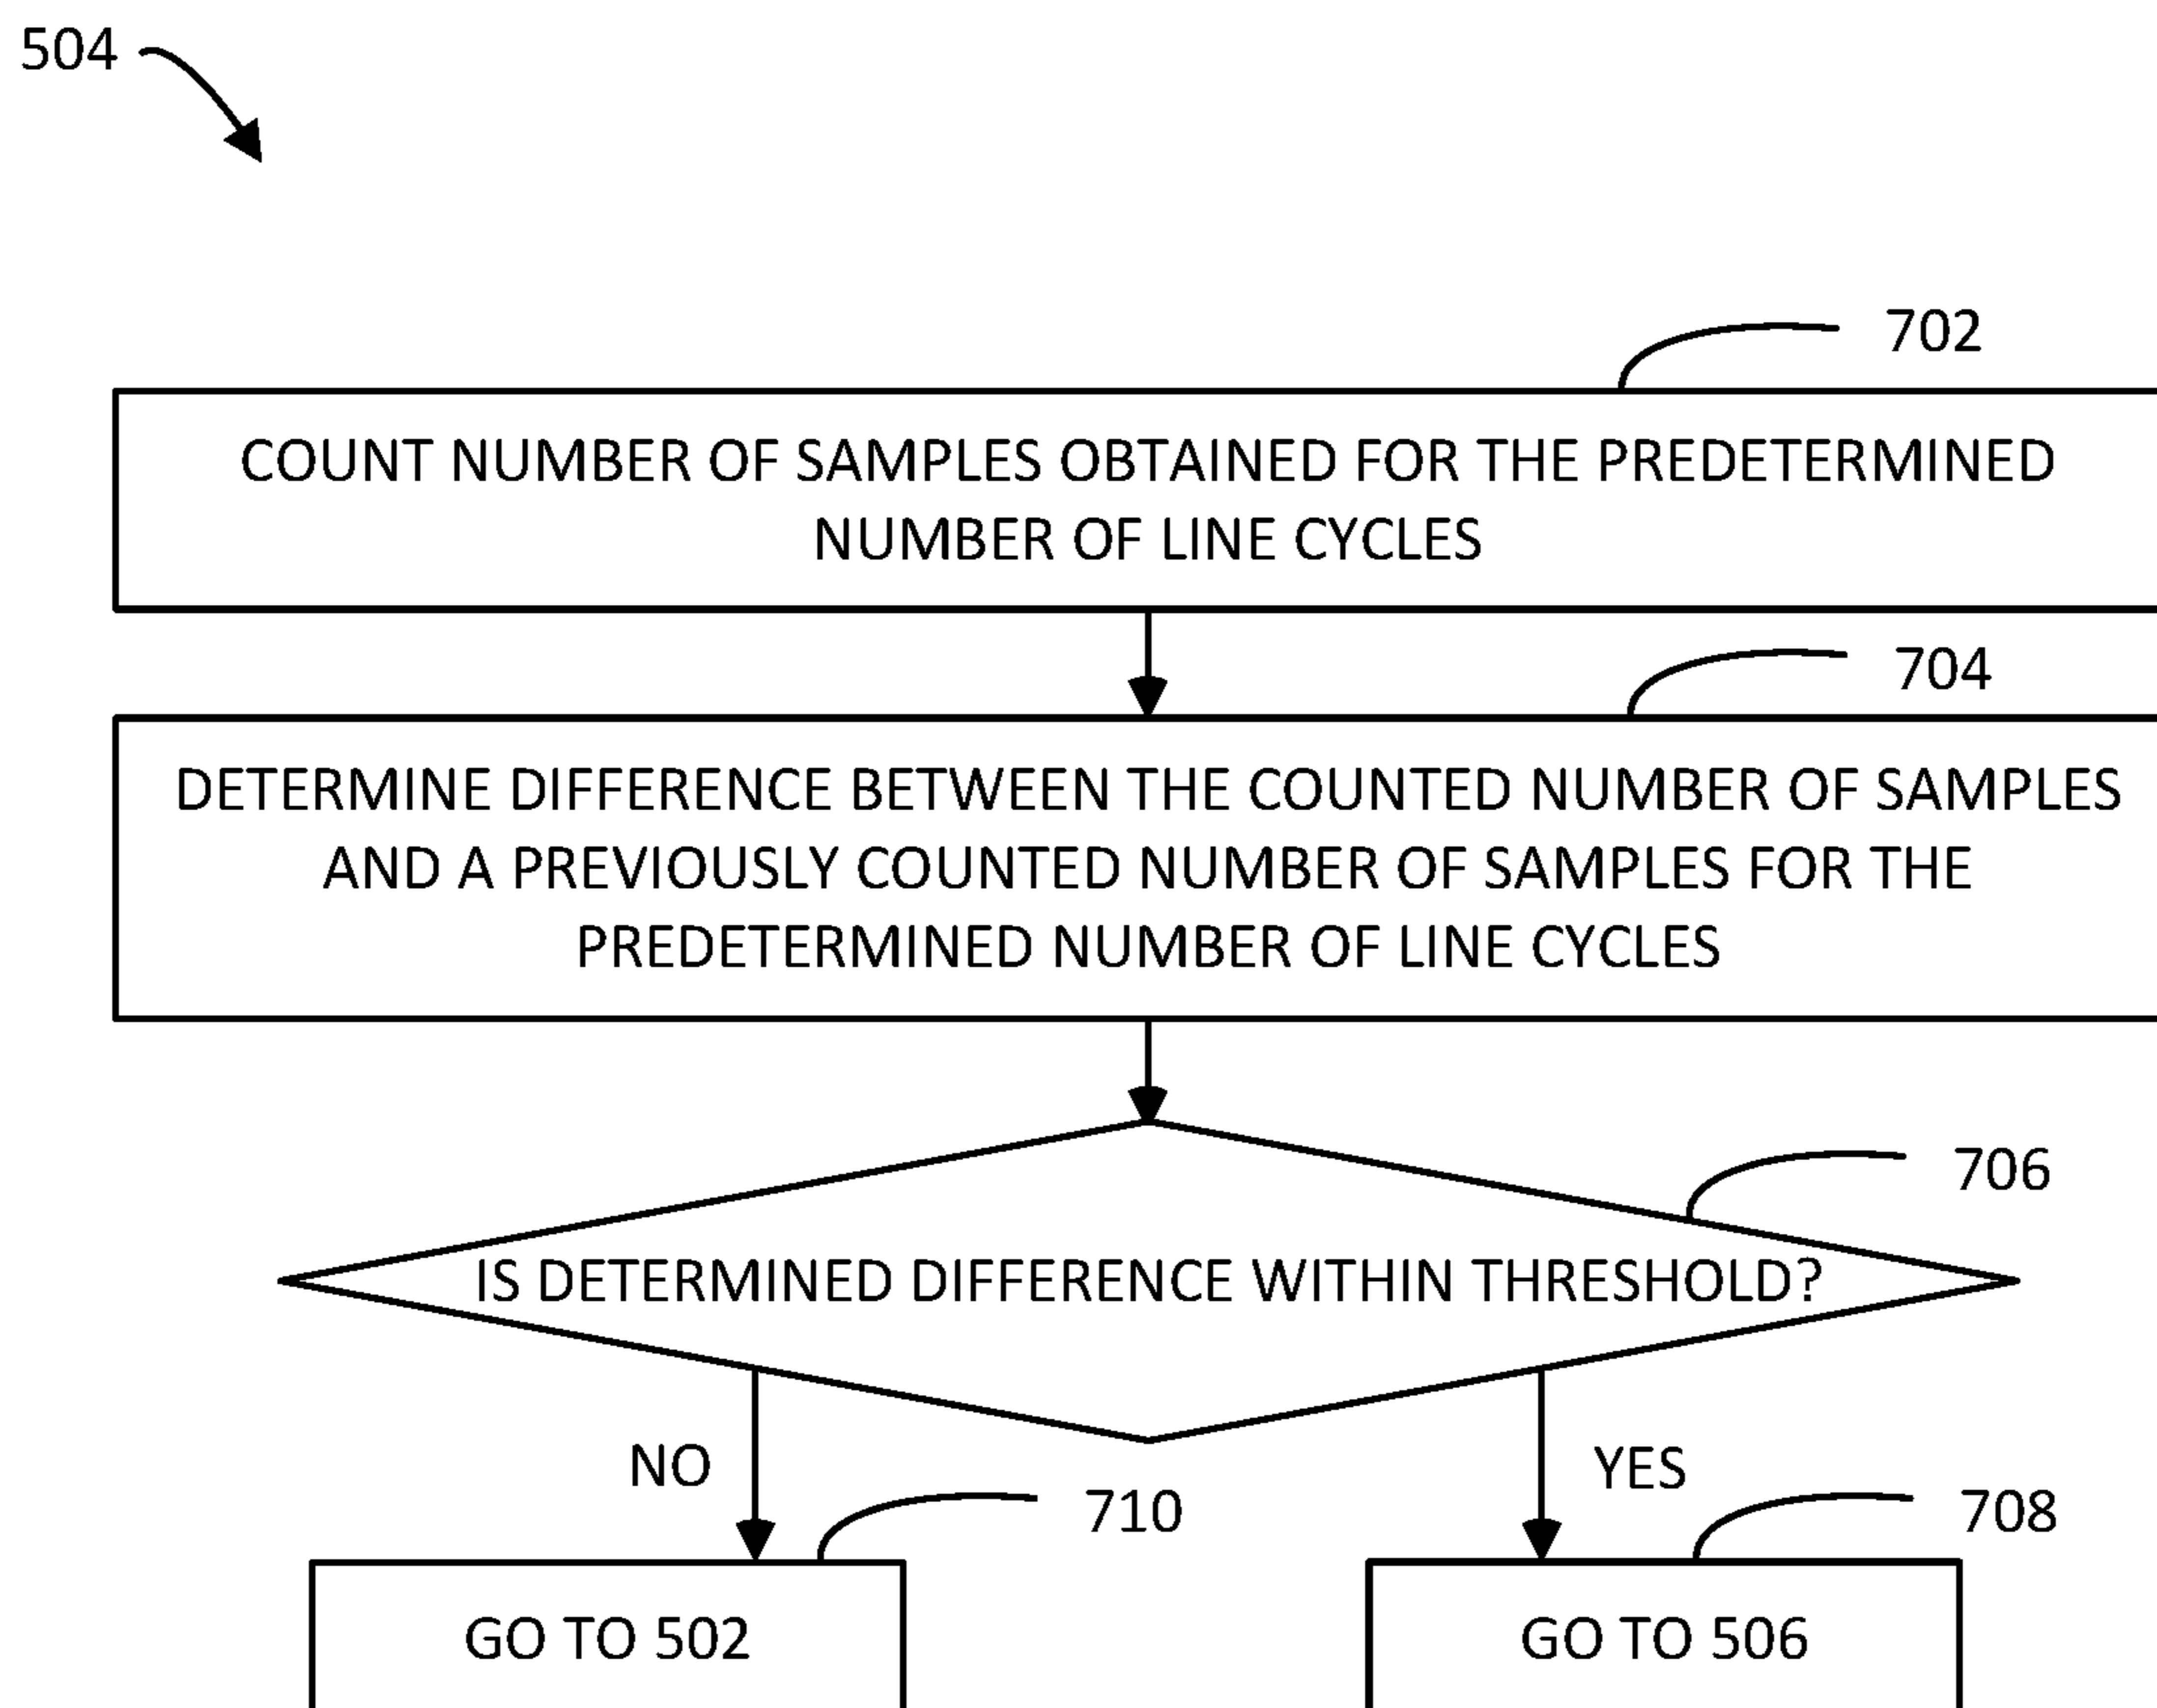 504
702
COUNT NUMBER OF SAMPLES OBTAINED FOR THE PREDETERMINED
NUMBER OF LINE CYCLES
704
DETERMINE DIFFERENCE BETWEEN THE COUNTED NUMBER OF SAMPLES
AND A PREVIOUSLY COUNTED NUMBER OF SAMPLES FOR THE
PREDETERMINED NUMBER OF LINE CYCLES
706
IS DETERMINED DIFFERENCE WITHIN THRESHOLD?
NO
YES
710
708
GO TO 502
GO TO 506